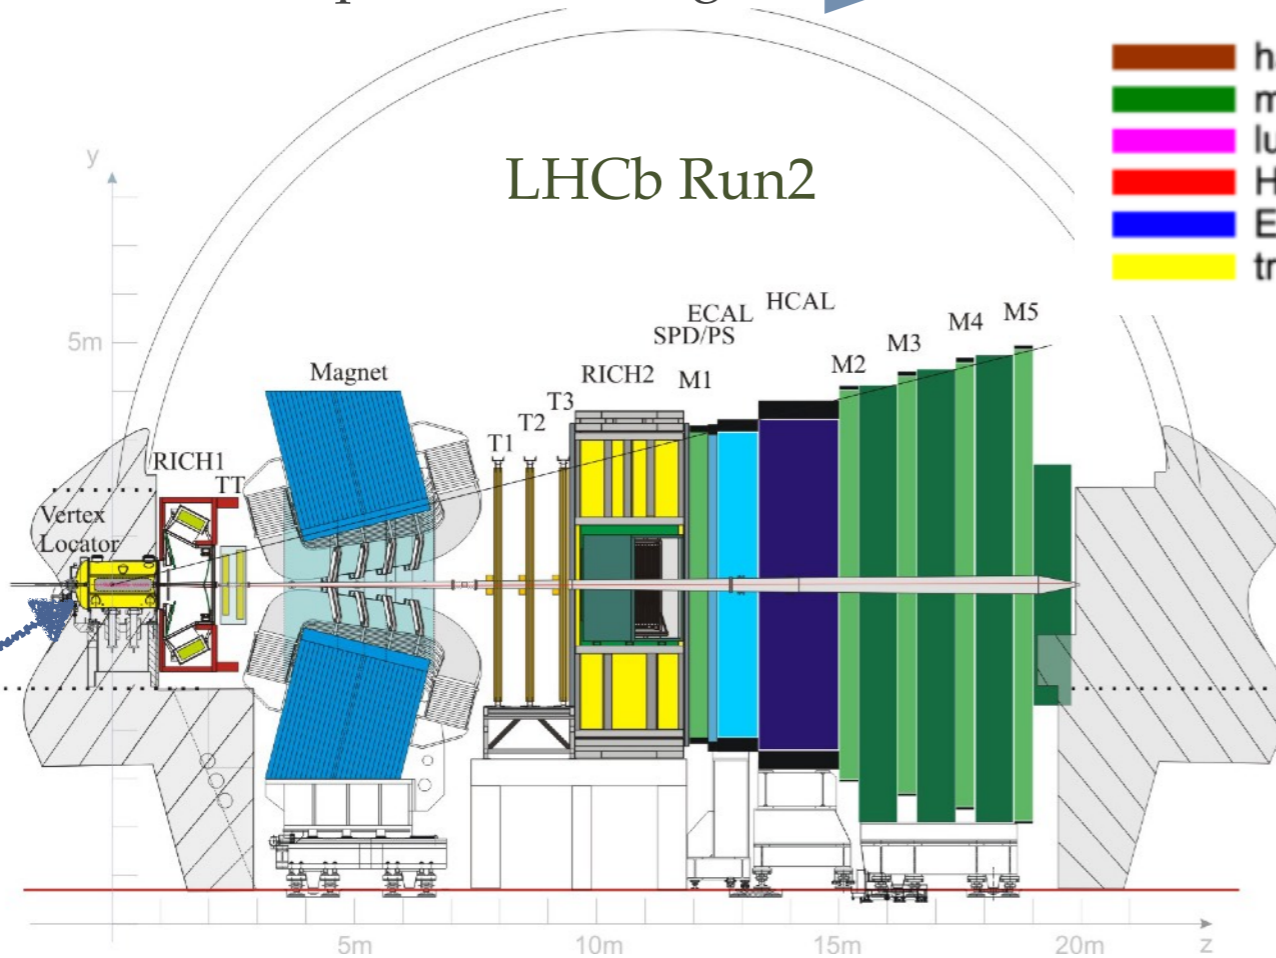 LHCb Run2
y
5m
HCAL
ECAL
SPD/PS
M5
M4
M3
M2
M1
RICH2
Magnet
T3
T2
T1
RICH1
TT
Vertex
Locator
5m
10m
15m
20m
z